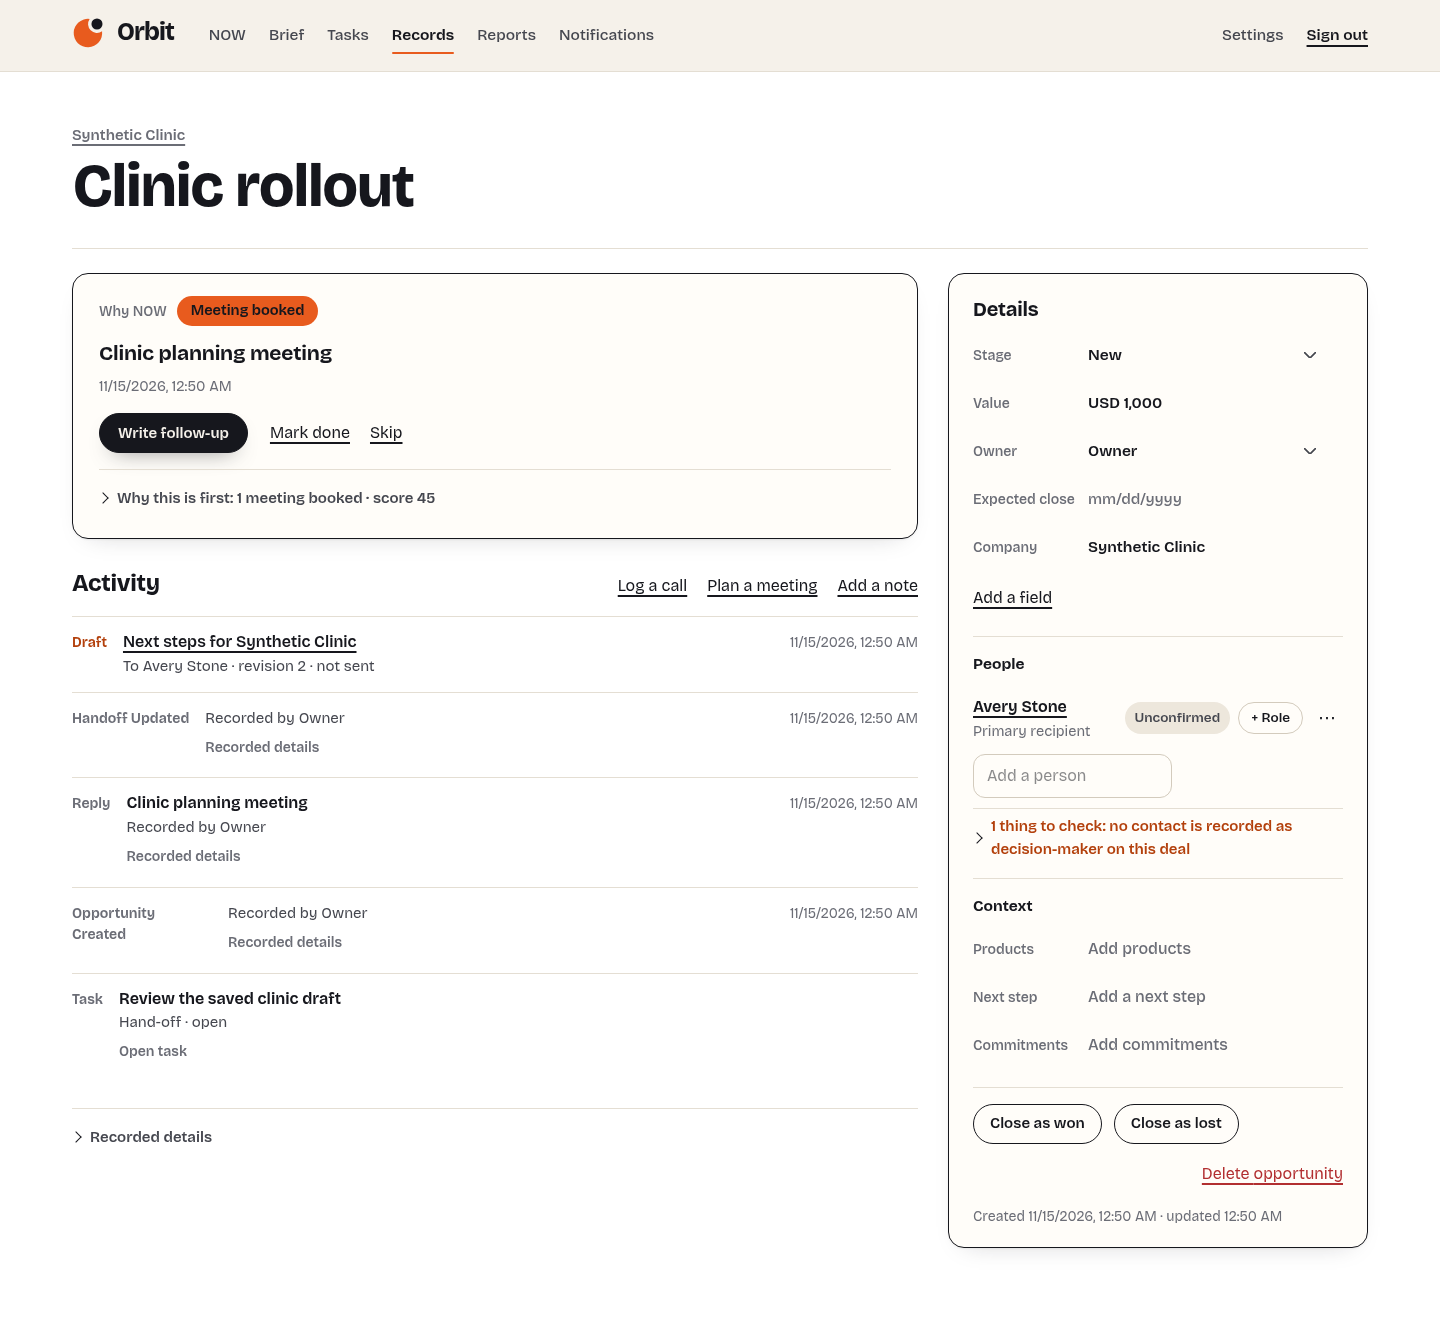 Orbit
NOW
Brief
Tasks
Records
Reports
Notifications
Settings
Sign out
Synthetic Clinic
Clinic rollout
Why NOW
Meeting booked
Clinic planning meeting
11/15/2026, 12:50 AM
Write follow-up
Mark done
Skip
Why this is first: 1 meeting booked · score 45
Activity
Log a call
Plan a meeting
Add a note
Draft
Next steps for Synthetic Clinic
11/15/2026, 12:50 AM
To Avery Stone · revision 2 · not sent
Handoff Updated
Recorded by Owner
11/15/2026, 12:50 AM
Recorded details
Reply
Clinic planning meeting
11/15/2026, 12:50 AM
Recorded by Owner
Recorded details
Opportunity
Created
Recorded by Owner
11/15/2026, 12:50 AM
Recorded details
Task
Review the saved clinic draft
Hand-off · open
Open task
Recorded details
Details
Stage
New
Value
USD 1,000
Owner
Owner
Expected close
mm/dd/yyyy
Company
Synthetic Clinic
Add a field
People
Avery Stone
Primary recipient
Unconfirmed
+ Role
Add a person
1 thing to check: no contact is recorded as
decision-maker on this deal
Context
Products
Add products
Next step
Add a next step
Commitments
Add commitments
Close as won
Close as lost
Delete opportunity
Created 11/15/2026, 12:50 AM · updated 12:50 AM